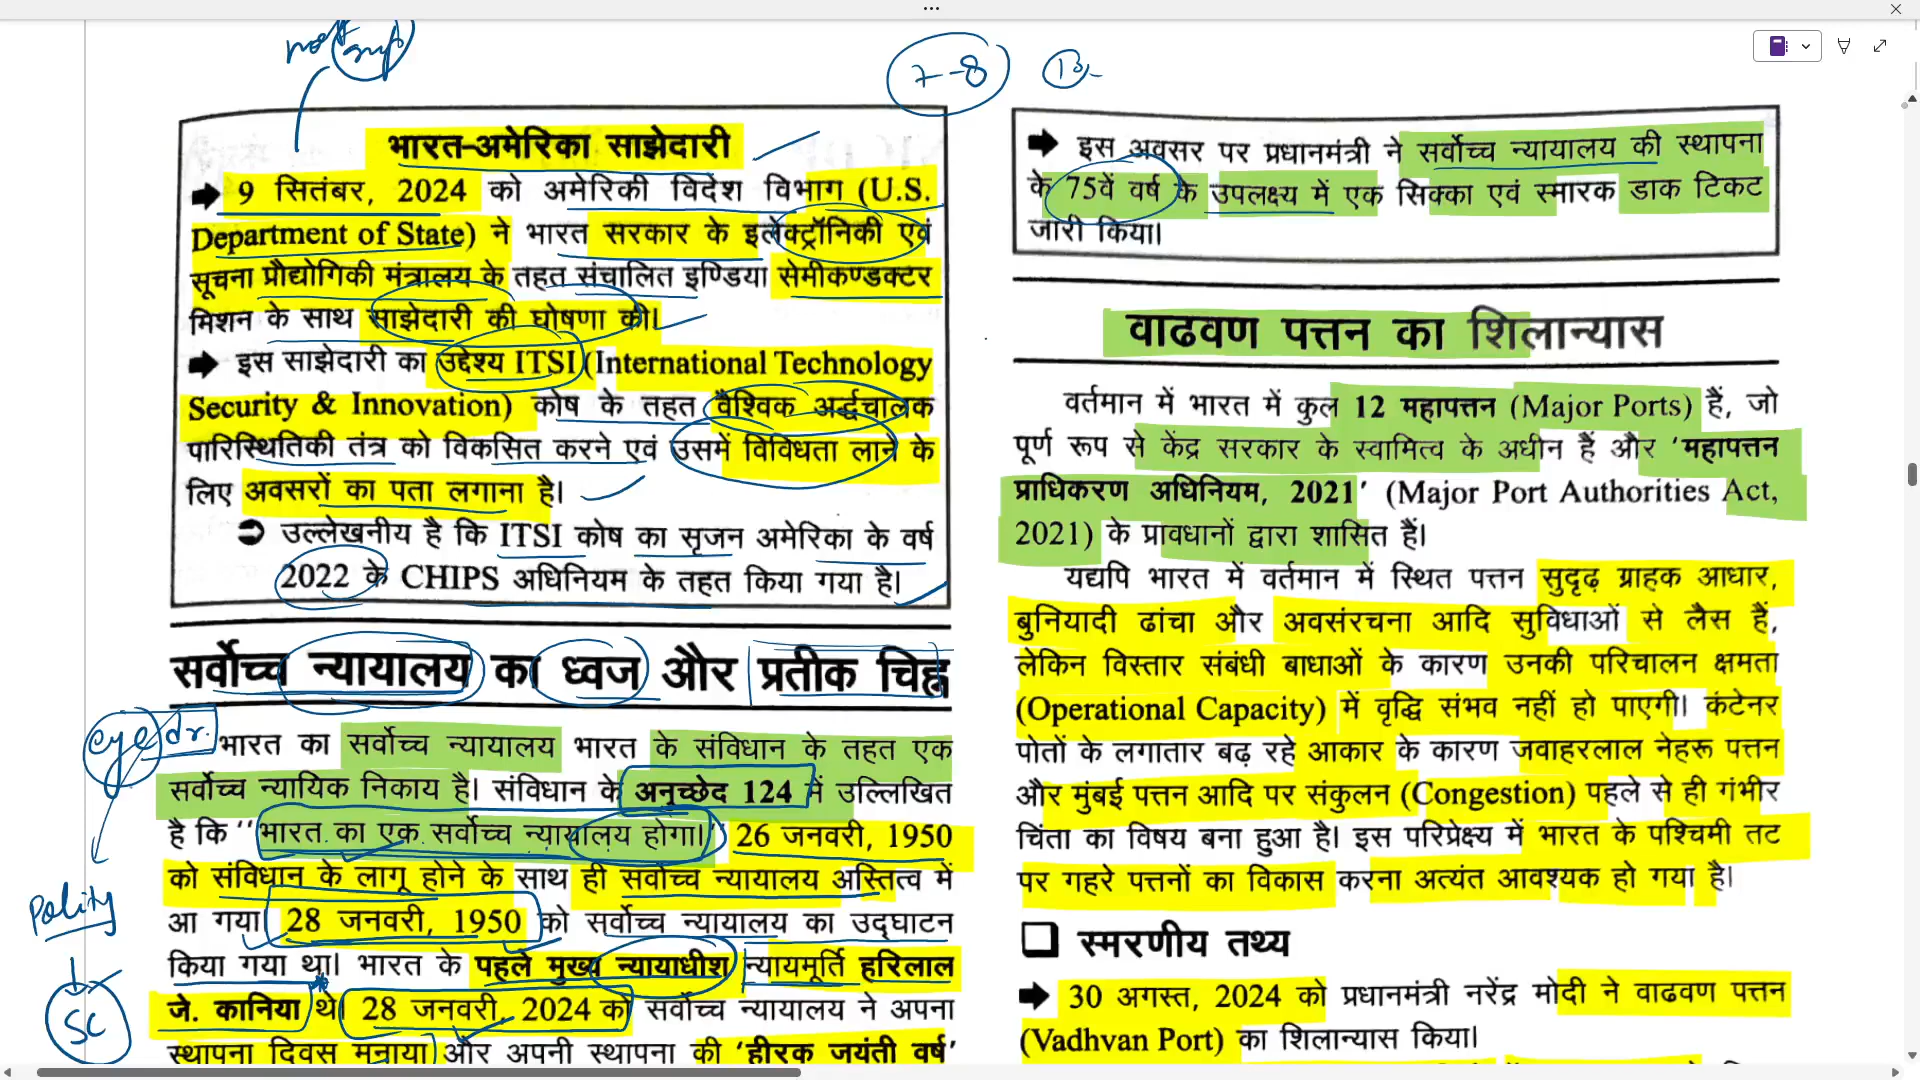 7-8
भारत-अमेरिका साझेदारी
➡ 9 सितंबर, 2024 को अमेरिकी विदेश विभाग (U.S.
Department of State) ने भारत सरकार के इलेक्ट्रॉनिकी एवं
सूचना प्रौद्योगिकी मंत्रालय के तहत संचालित इण्डिया सेमीकण्डक्टर
मिशन के साथ साझेदारी की घोषणा की।
➡ इस साझेदारी का उद्देश्य ITSI (International Technology
Security & Innovation) कोष के तहत वैश्विक अर्द्धचालक
पारिस्थितिकी तंत्र को विकसित करने एवं उसमें विविधता लाने के
लिए अवसरों का पता लगाना है।
➲ उल्लेखनीय है कि ITSI कोष का सृजन अमेरिका के वर्ष
2022 के CHIPS अधिनियम के तहत किया गया है।
सर्वोच्च न्यायालय का ध्वज और प्रतीक चिह्न
eye dr.
भारत का सर्वोच्च न्यायालय भारत के संविधान के तहत एक
सर्वोच्च न्यायिक निकाय है। संविधान के अनुच्छेद 124 में उल्लिखित
है कि ''भारत का एक सर्वोच्च न्यायालय होगा।'' 26 जनवरी, 1950
को संविधान के लागू होने के साथ ही सर्वोच्च न्यायालय अस्तित्व में
आ गया। 28 जनवरी, 1950 को सर्वोच्च न्यायालय का उद्घाटन
किया गया था। भारत के पहले मुख्य न्यायाधीश न्यायमूर्ति हरिलाल
जे. कानिया थे। 28 जनवरी, 2024 को सर्वोच्च न्यायालय ने अपना
स्थापना दिवस मनाया और अपनी स्थापना की 'हीरक जयंती वर्ष'
Polity
SC
➡ इस अवसर पर प्रधानमंत्री ने सर्वोच्च न्यायालय की स्थापना
के 75वें वर्ष के उपलक्ष्य में एक सिक्का एवं स्मारक डाक टिकट
जारी किया।
वाढवण पत्तन का शिलान्यास
वर्तमान में भारत में कुल 12 महापत्तन (Major Ports) हैं, जो
पूर्ण रूप से केंद्र सरकार के स्वामित्व के अधीन हैं और 'महापत्तन
प्राधिकरण अधिनियम, 2021' (Major Port Authorities Act,
2021) के प्रावधानों द्वारा शासित हैं।
यद्यपि भारत में वर्तमान में स्थित पत्तन सुदृढ़ ग्राहक आधार,
बुनियादी ढांचा और अवसंरचना आदि सुविधाओं से लैस हैं,
लेकिन विस्तार संबंधी बाधाओं के कारण उनकी परिचालन क्षमता
(Operational Capacity) में वृद्धि संभव नहीं हो पाएगी। कंटेनर
पोतों के लगातार बढ़ रहे आकार के कारण जवाहरलाल नेहरू पत्तन
और मुंबई पत्तन आदि पर संकुलन (Congestion) पहले से ही गंभीर
चिंता का विषय बना हुआ है। इस परिप्रेक्ष्य में भारत के पश्चिमी तट
पर गहरे पत्तनों का विकास करना अत्यंत आवश्यक हो गया है।
❑ स्मरणीय तथ्य
➡ 30 अगस्त, 2024 को प्रधानमंत्री नरेंद्र मोदी ने वाढवण पत्तन
(Vadhvan Port) का शिलान्यास किया।